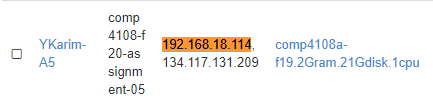 YKarim-
A5
comp
4108-f
20-as
signm
ent-05
192.168.18.114,
134.117.131.209
comp4108a-
f19.2Gram.21Gdisk.1cpu